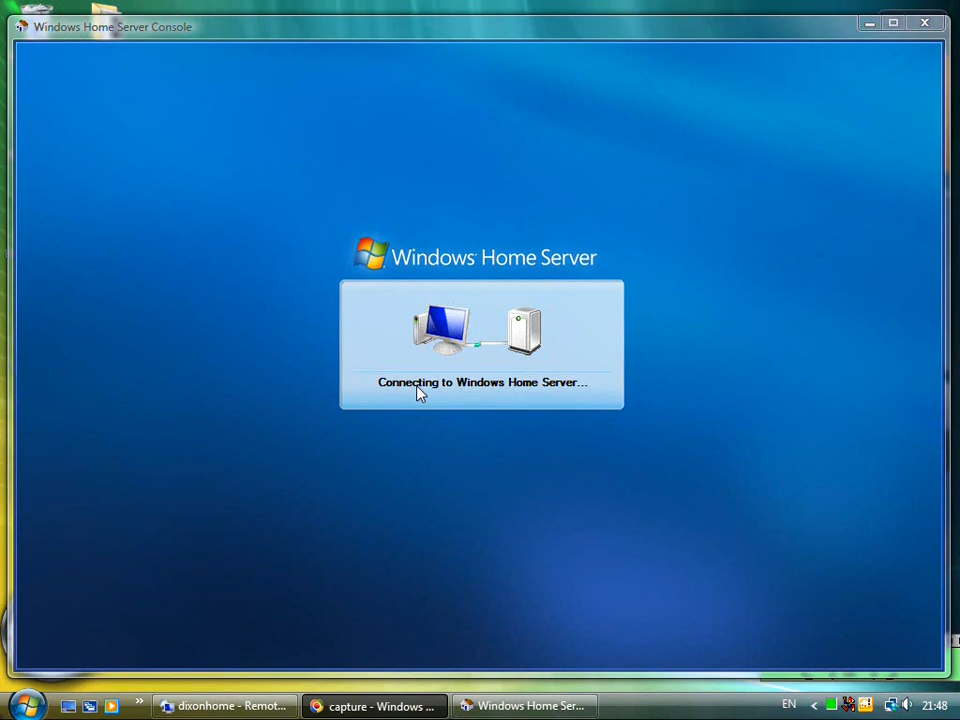 Windows Home Server Console
Windows Home Server
Connecting to Windows Home Server...
dixonhome - Remot...
capture - Windows ...
Windows Home Ser...
EN
21:48